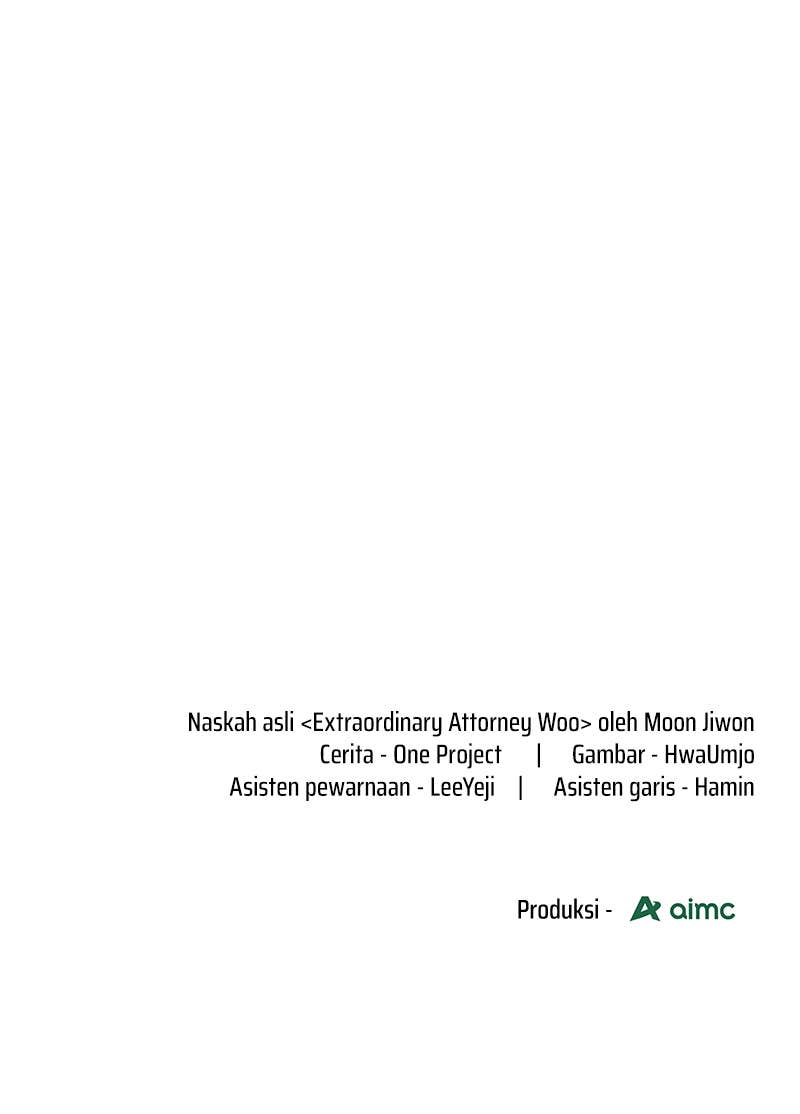 Naskah asli <Extraordinary Attorney Woo> oleh Moon Jiwon
Cerita - One Project | Gambar - HwaUmjo
Asisten pewarnaan - LeeYeji | Asisten garis - Hamin
Produksi - aimc